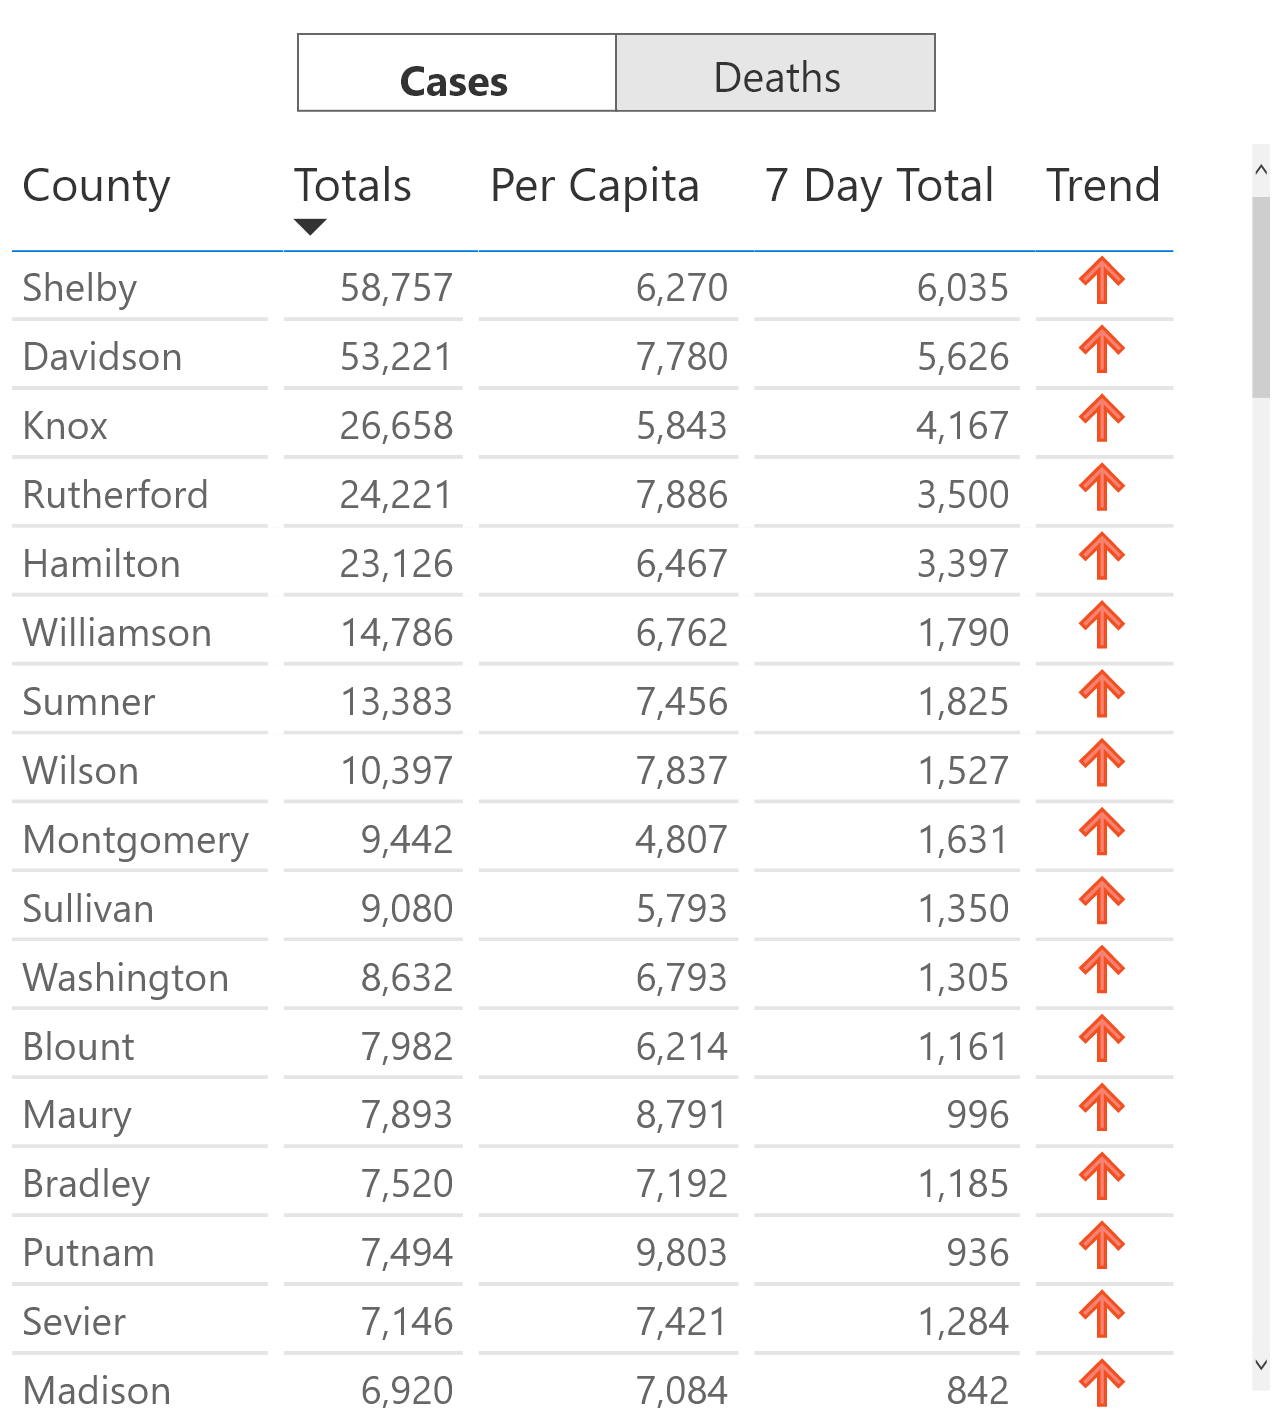 Cases Deaths
County Totals Per Capita 7 Day Total Trend
Shelby 58,757 6,270 6,035
Davidson 53,221 7,780 5,626
Knox 26,658 5,843 4,167
Rutherford 24,221 7,886 3,500
Hamilton 23,126 6,467 3,397
Williamson 14,786 6,762 1,790
Sumner 13,383 7,456 1,825
Wilson 10,397 7,837 1,527
Montgomery 9,442 4,807 1,631
Sullivan 9,080 5,793 1,350
Washington 8,632 6,793 1,305
Blount 7,982 6,214 1,161
Maury 7,893 8,791 996
Bradley 7,520 7,192 1,185
Putnam 7,494 9,803 936
Sevier 7,146 7,421 1,284
Madison 6,920 7,084 842